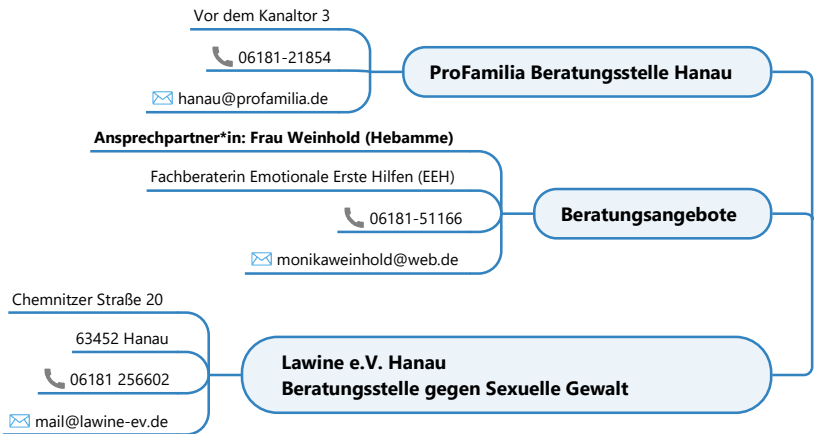 Vor dem Kanaltor 3
06181-21854
hanau@profamilia.de
ProFamilia Beratungsstelle Hanau
Ansprechpartner*in: Frau Weinhold (Hebamme)
Fachberaterin Emotionale Erste Hilfen (EEH)
06181-51166
monikaweinhold@web.de
Beratungsangebote
Chemnitzer Straße 20
63452 Hanau
06181 256602
mail@lawine-ev.de
Lawine e.V. Hanau
Beratungsstelle gegen Sexuelle Gewalt